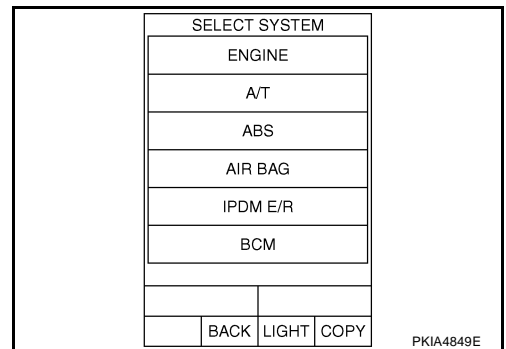 SELECT SYSTEM
ENGINE
A/T
ABS
AIR BAG
IPDM E/R
BCM
BACK LIGHT COPY
PKIA4849E